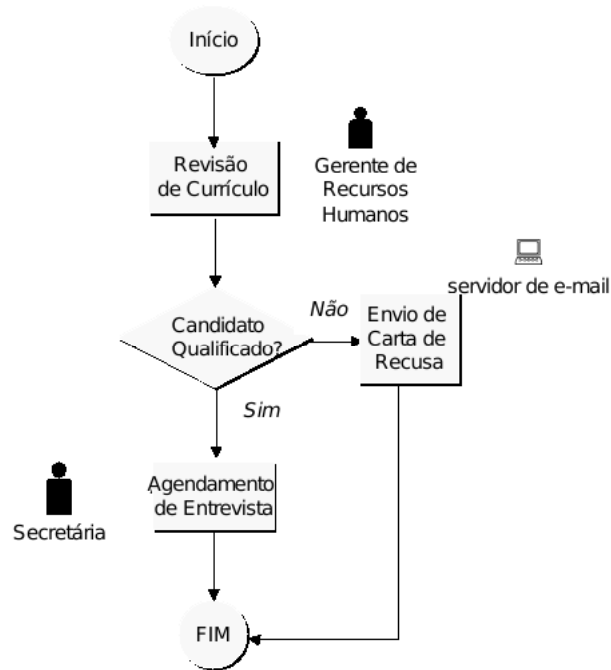 Início
Revisão
de Currículo
Gerente de
Recursos
Humanos
servidor de e-mail
Candidato
Qualificado?
Não
Envio de
Carta de
Recusa
Sim
Secretária
Agendamento
de Entrevista
FIM